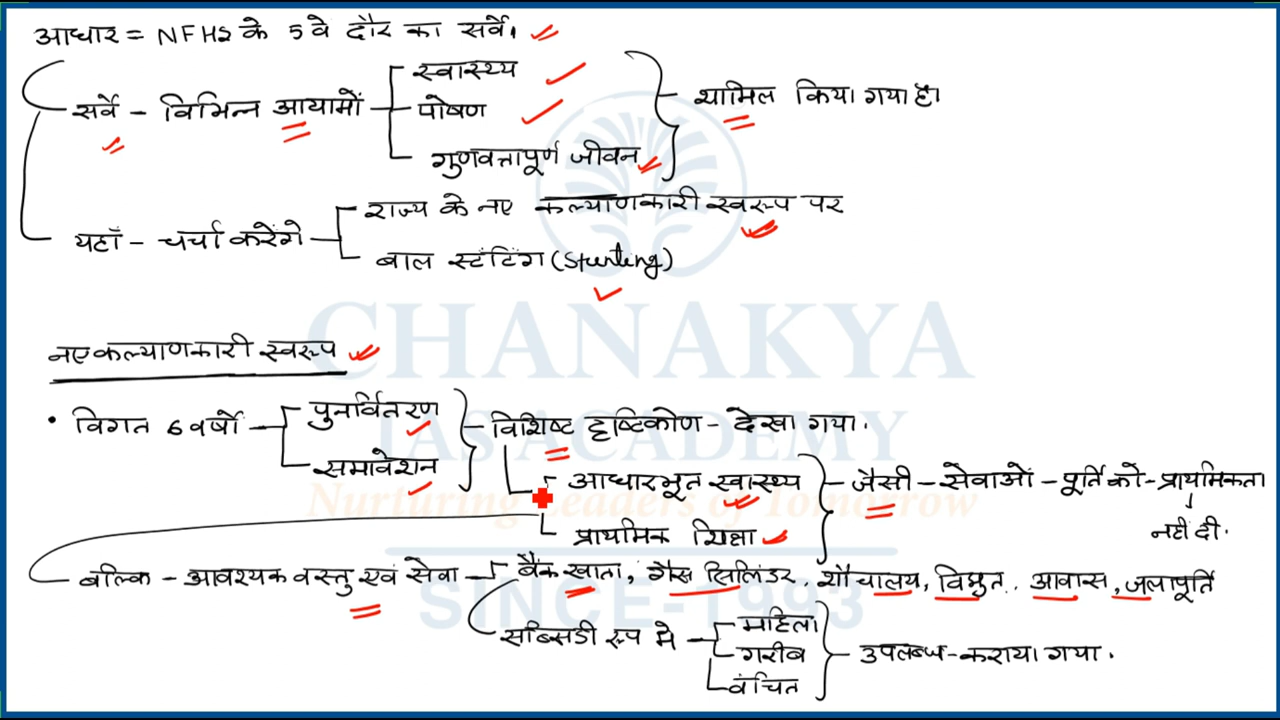 आधार = NFHS के 5 वे दौर का सर्वे।
स्वास्थ्य
सर्वे - विभिन्न आयामों
पोषण
शामिल किया गया है।
गुणवत्तापूर्ण जीवन
राज्य के नए कल्याणकारी स्वरूप पर
यहाँ - चर्चा करेंगे
बाल स्टंटिंग (Stunting)
CHANAKYA
नए कल्याणकारी स्वरूप
पुनर्वितरण
• विगत 6 वर्षों
विशिष्ट दृष्टिकोण - देखा गया.
समावेशन
IAS ACADEMY
आधारभूत स्वास्थ्य
जैसी - सेवाओं - पूर्ति को - प्राथमिकता
Nurturing Leaders of Tomorrow
प्राथमिक शिक्षा
नहीं दी.
बल्कि - आवश्यक वस्तु एवं सेवा
बैंक खाता, गैस सिलिंडर, शौचालय, विद्युत, आवास, जलापूर्ति
SINCE-1993
सब्सिडी रूप मे
महिला
गरीब
उपलब्ध - कराया गया.
वंचित